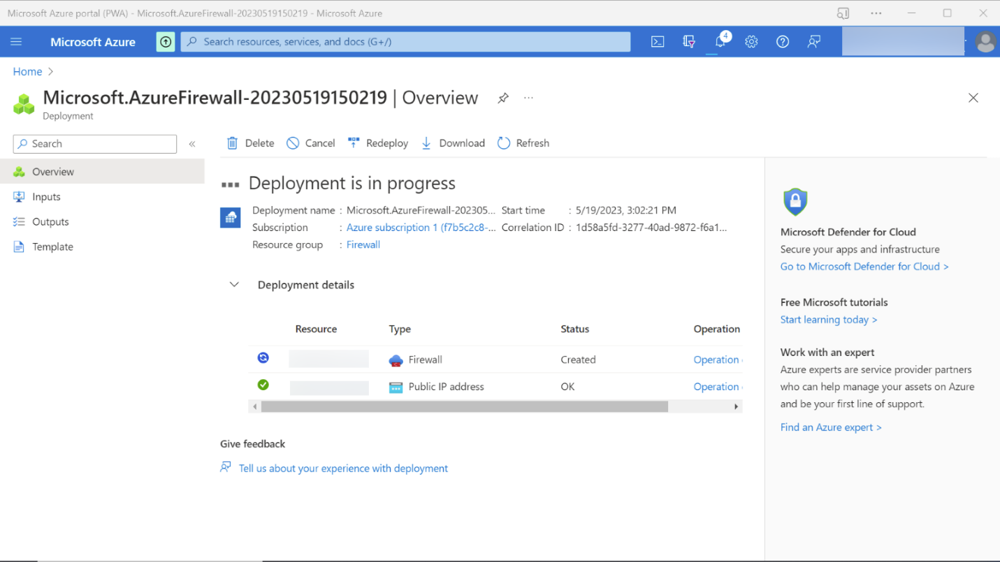 Microsoft Azure portal (PWA) - Microsoft.AzureFirewall-20230519150219 - Microsoft Azure
Microsoft Azure
Search resources, services, and docs (G+/)
4
Home
Microsoft.AzureFirewall-20230519150219 | Overview
Deployment
Search
Overview
Inputs
Outputs
Template
Delete Cancel Redeploy Download Refresh
Deployment is in progress
Deployment name : Microsoft.AzureFirewall-202305... Start time : 5/19/2023, 3:02:21 PM
Subscription : Azure subscription 1 (f7b5c2c8-... Correlation ID : 1d58a5fd-3277-40ad-9872-f6a1...
Resource group : Firewall
Deployment details
Resource Type Status Operation
Firewall Created Operation
Public IP address OK Operation
Give feedback
Tell us about your experience with deployment
Microsoft Defender for Cloud
Secure your apps and infrastructure
Go to Microsoft Defender for Cloud >
Free Microsoft tutorials
Start learning today >
Work with an expert
Azure experts are service provider partners
who can help manage your assets on Azure
and be your first line of support.
Find an Azure expert >